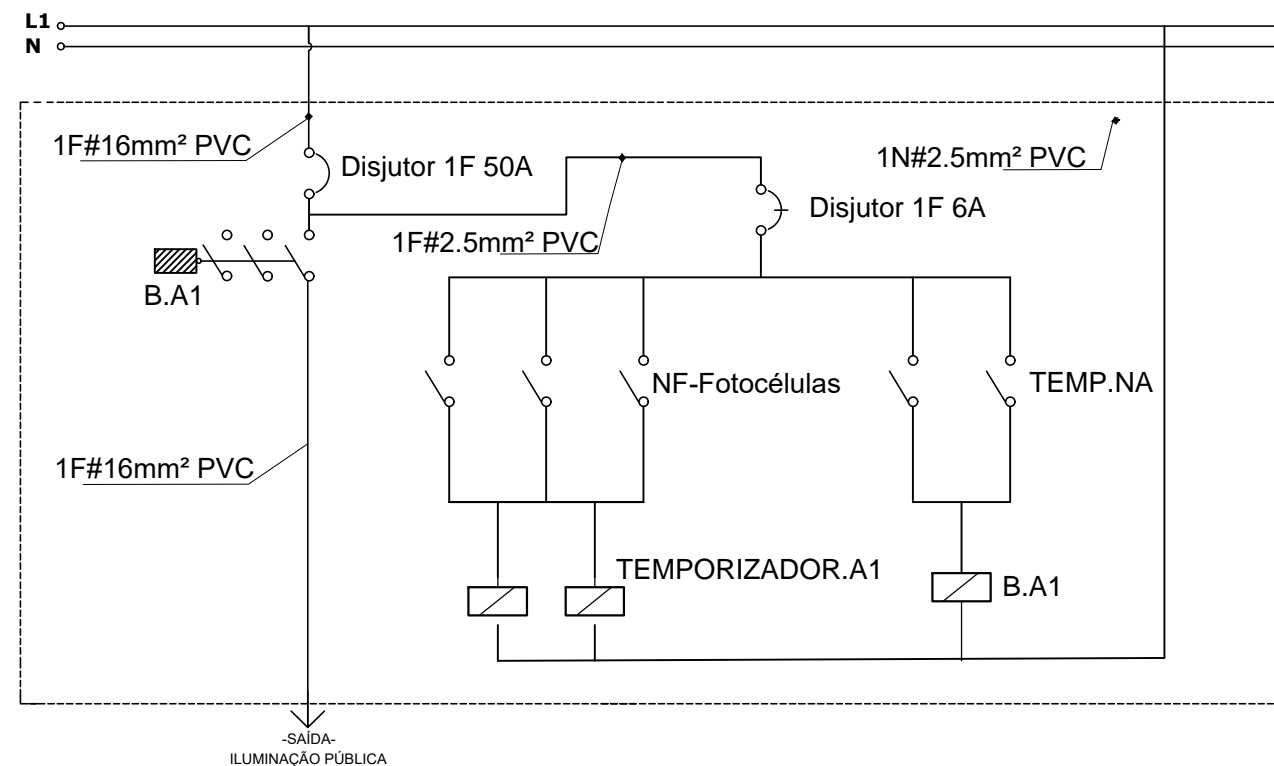 L1
N
1F#16mm² PVC
Disjutor 1F 50A
1N#2.5mm² PVC
Disjutor 1F 6A
1F#2.5mm² PVC
B.A1
NF-Fotocélulas
TEMP.NA
1F#16mm² PVC
TEMPORIZADOR.A1
B.A1
-SAÍDA-
ILUMINAÇÃO PÚBLICA